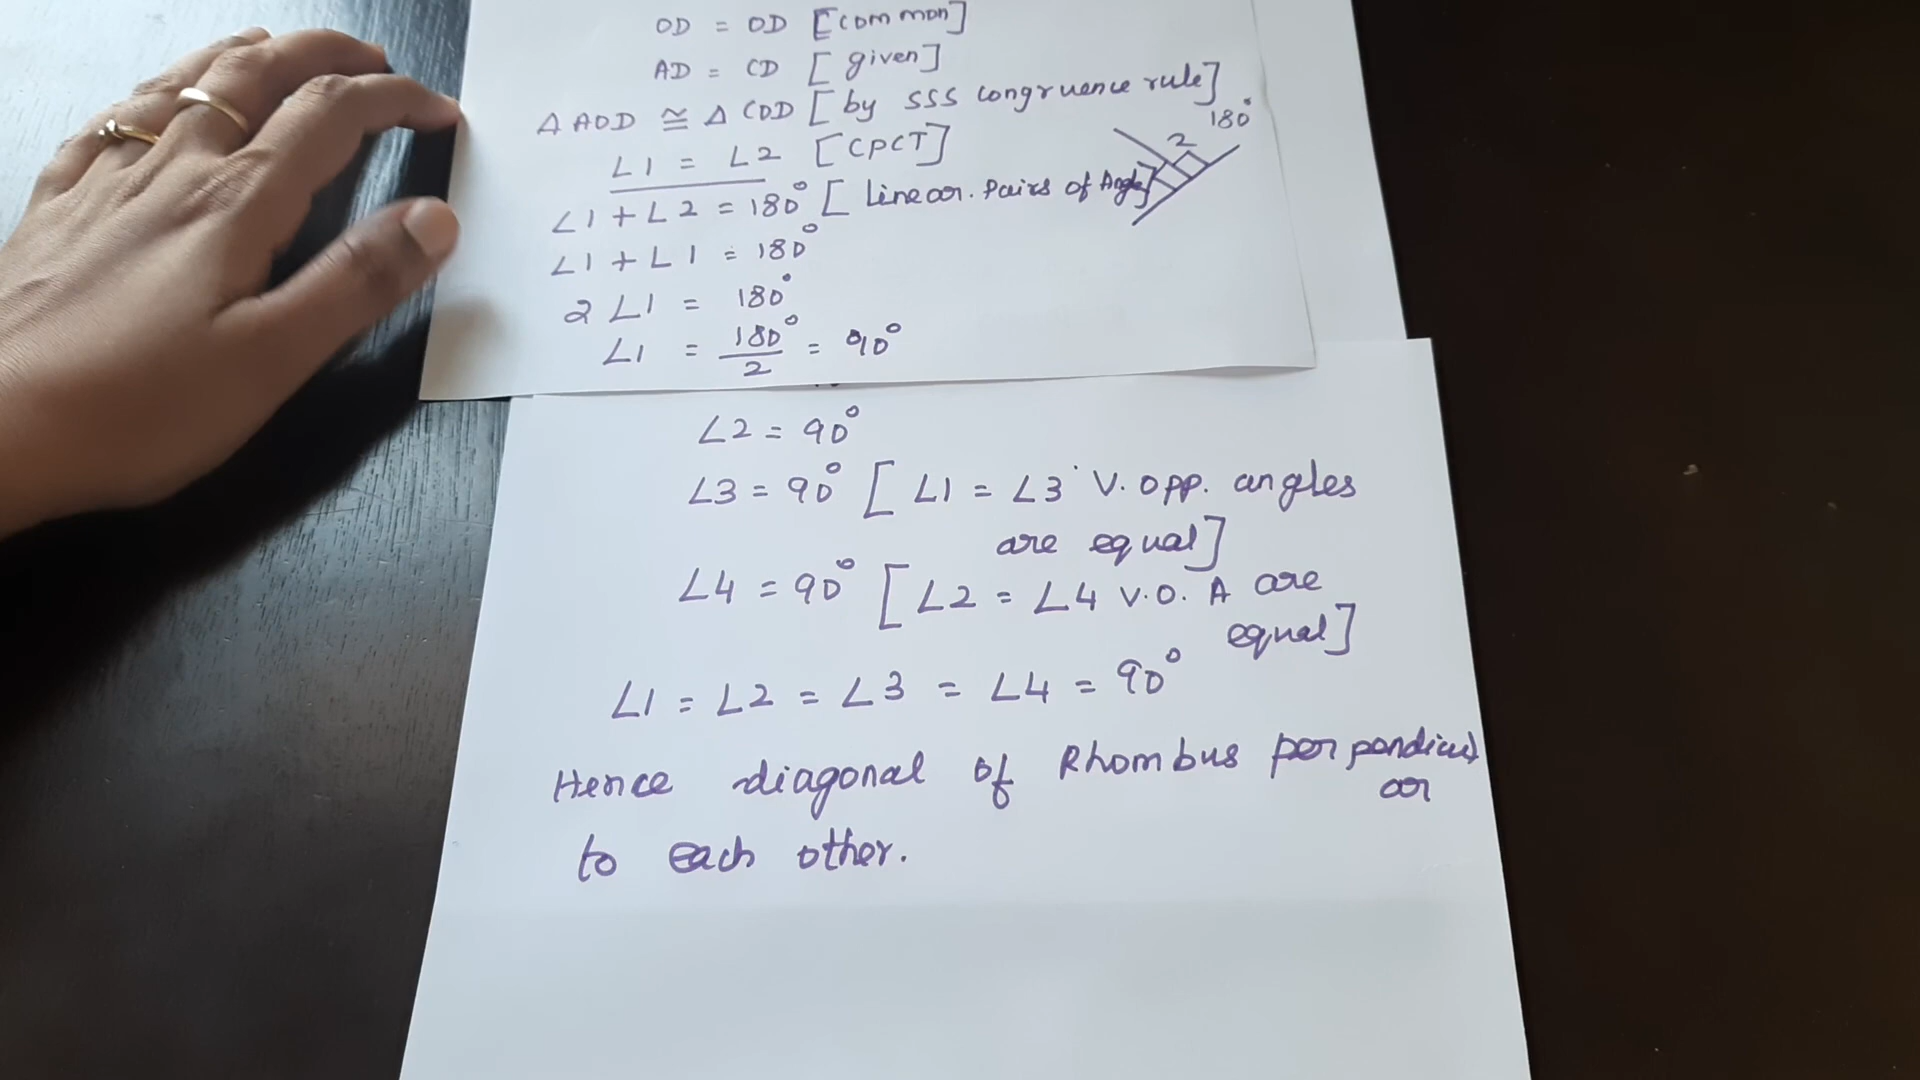 OD = OD [common]
AD = CD [given]
Δ AOD ≅ Δ COD [by SSS congruence rule]
∠1 = ∠2 [CPCT]
180°
2
∠1 + ∠2 = 180° [Linear. Pairs of Angle]
∠1 + ∠1 = 180°
2 ∠1 = 180°
∠1 = 180°/2 = 90°
∠2 = 90°
∠3 = 90° [∠1 = ∠3 V. opp. angles
are equal]
∠4 = 90° [∠2 = ∠4 V.O. A are
equal]
∠1 = ∠2 = ∠3 = ∠4 = 90°
Hence diagonal of Rhombus perpendicul
ar
to each other.